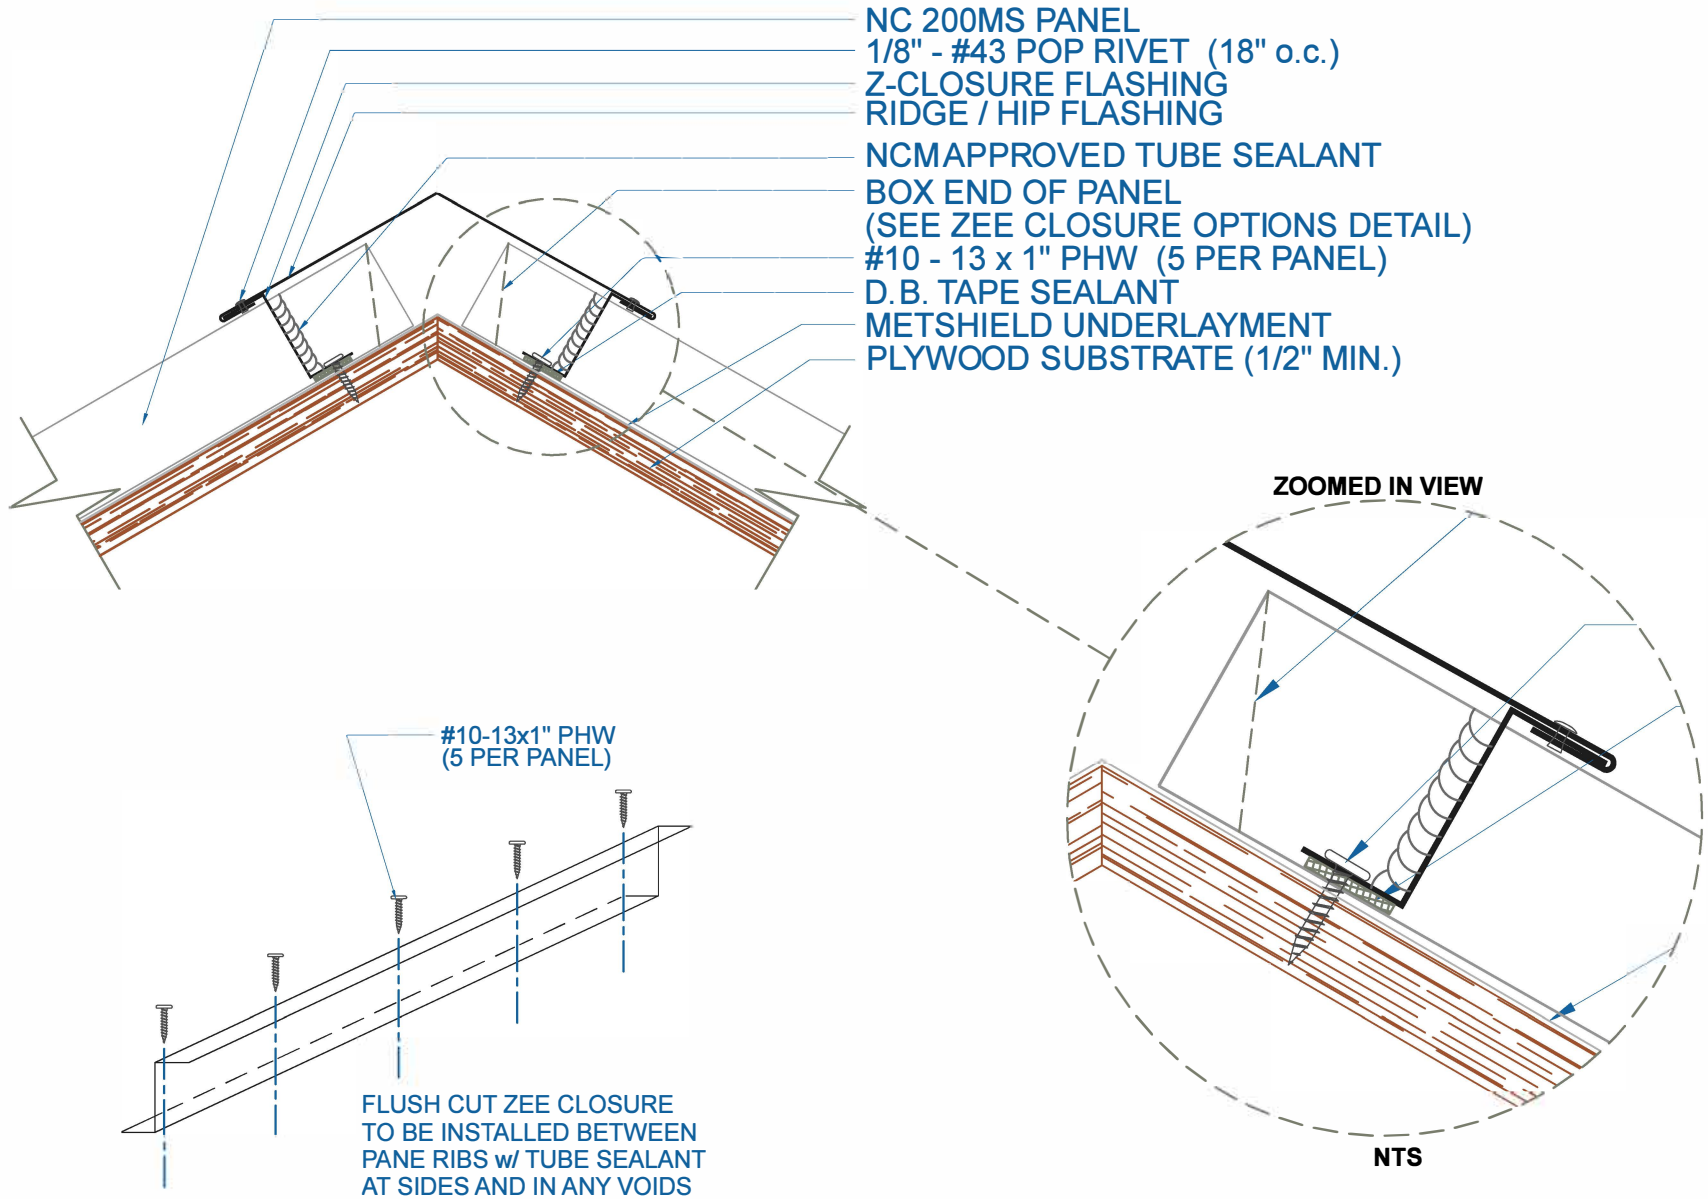 NC 200MS PANEL
1/8" - #43 POP RIVET (18" o.c.)
Z-CLOSURE FLASHING
RIDGE / HIP FLASHING
NCMAPPROVED TUBE SEALANT
BOX END OF PANEL
(SEE ZEE CLOSURE OPTIONS DETAIL)
#10 - 13 x 1" PHW (5 PER PANEL)
D.B. TAPE SEALANT
METSHIELD UNDERLAYMENT
PLYWOOD SUBSTRATE (1/2" MIN.)
ZOOMED IN VIEW
NTS
#10-13x1" PHW
(5 PER PANEL)
FLUSH CUT ZEE CLOSURE
TO BE INSTALLED BETWEEN
PANE RIBS w/ TUBE SEALANT
AT SIDES AND IN ANY VOIDS